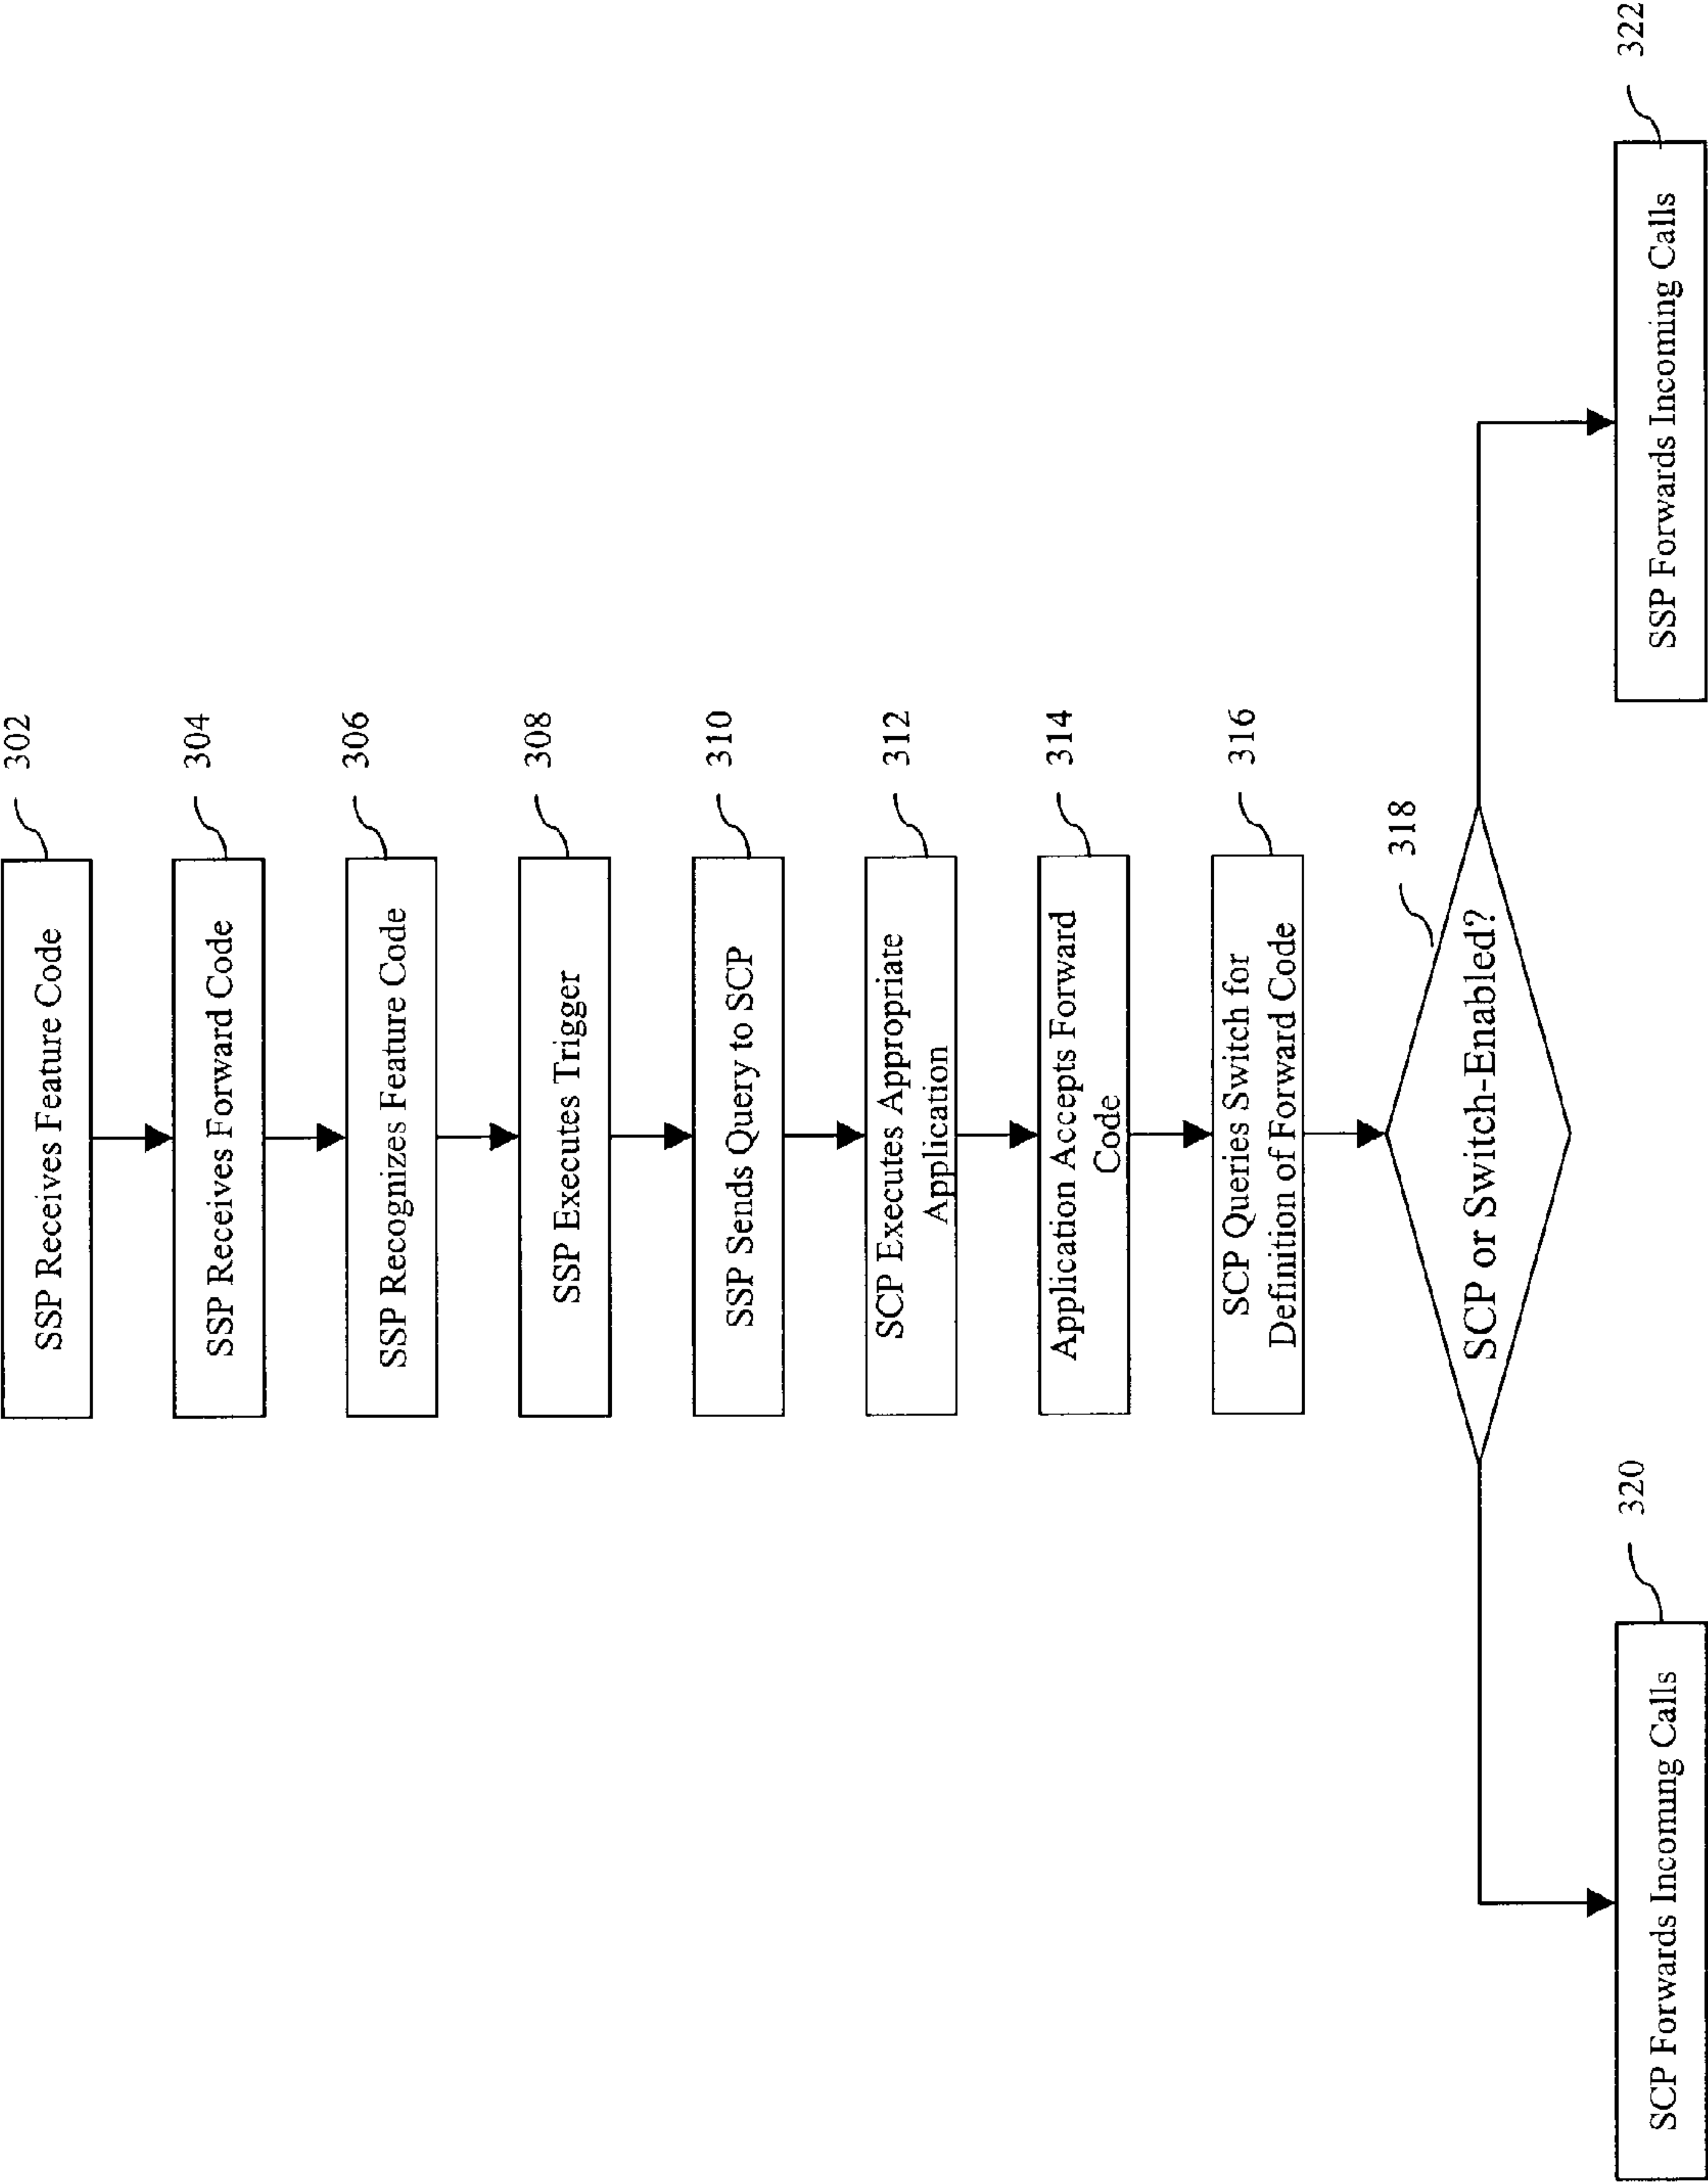 302
SSP Receives Feature Code
304
SSP Receives Forward Code
306
SSP Recognizes Feature Code
308
SSP Executes Trigger
310
SSP Sends Query to SCP
312
SCP Executes Appropriate
Application
314
Application Accepts Forward
Code
316
SCP Queries Switch for
Definition of Forward Code
318
SCP or Switch-Enabled?
320
SCP Forwards Incoming Calls
322
SSP Forwards Incoming Calls